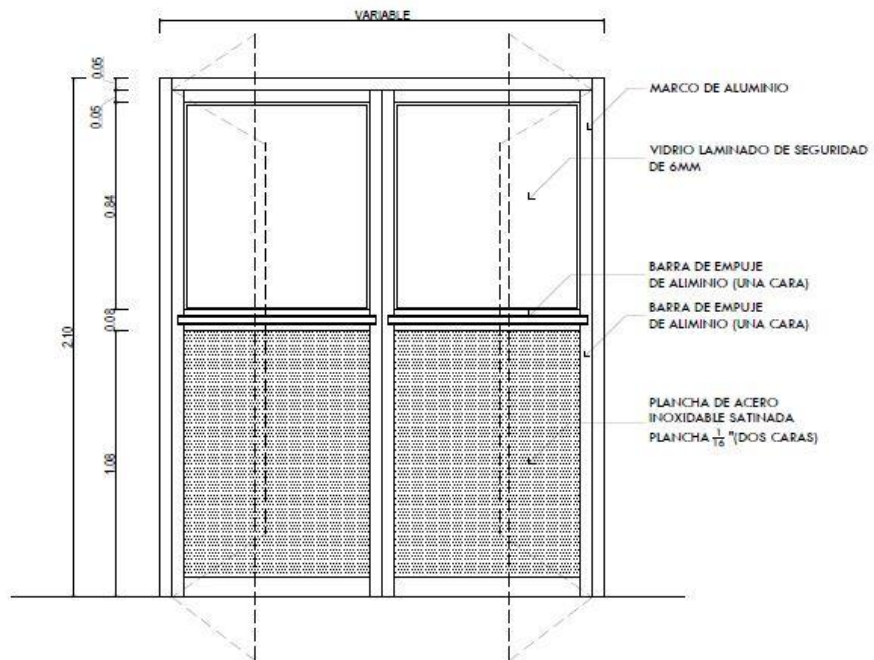 VARIABLE
0.05
0.05
0.84
0.08
2.10
1.08
MARCO DE ALUMINIO
VIDRIO LAMINADO DE SEGURIDAD
DE 6MM
BARRA DE EMPUJE
DE ALIMINIO (UNA CARA)
BARRA DE EMPUJE
DE ALIMINIO (UNA CARA)
PLANCHA DE ACERO
INOXIDABLE SATINADA
PLANCHA 1/16 "(DOS CARAS)